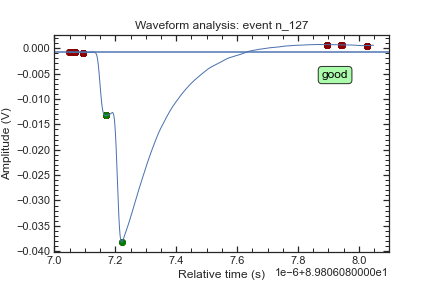 Waveform analysis: event n_127
Amplitude (V)
0.000
−0.005
−0.010
−0.015
−0.020
−0.025
−0.030
−0.035
−0.040
good
7.0 7.2 7.4 7.6 7.8 8.0
Relative time (s) 1e-6+8.9806080000e1